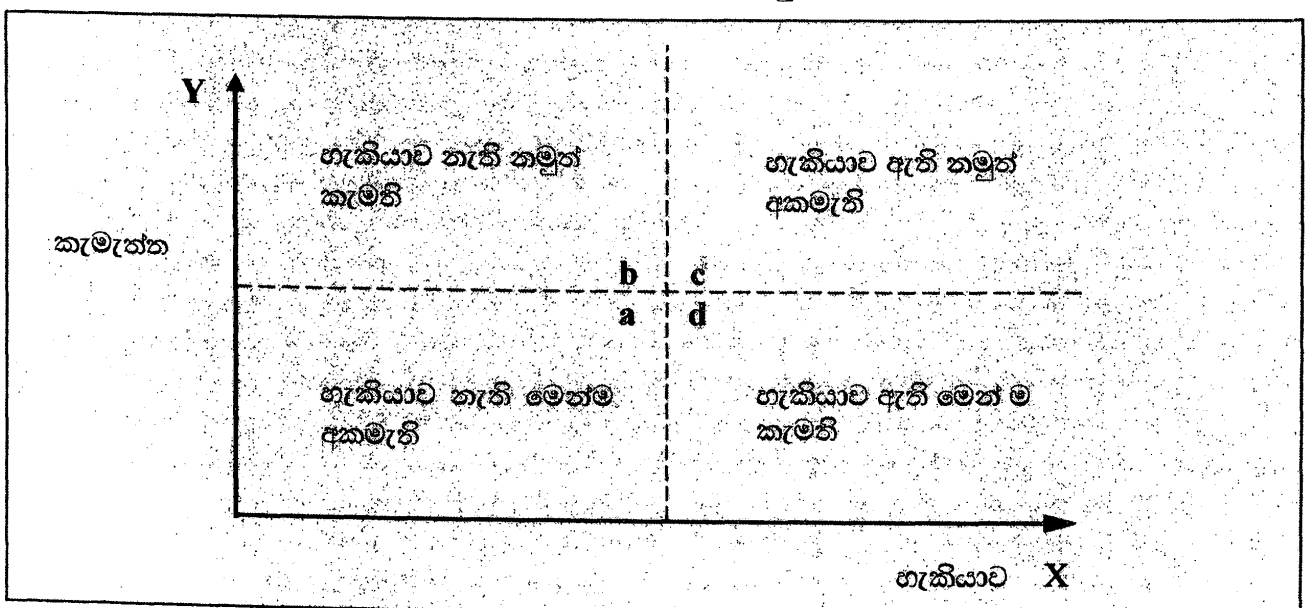 Y
හැකියාව නැති නමුත්
කැමති
හැකියාව ඇති නමුත්
අකමැති
කැමැත්ත
b c
a d
හැකියාව නැති මෙන්ම
අකමැති
හැකියාව ඇති මෙන් ම
කැමති
හැකියාව X